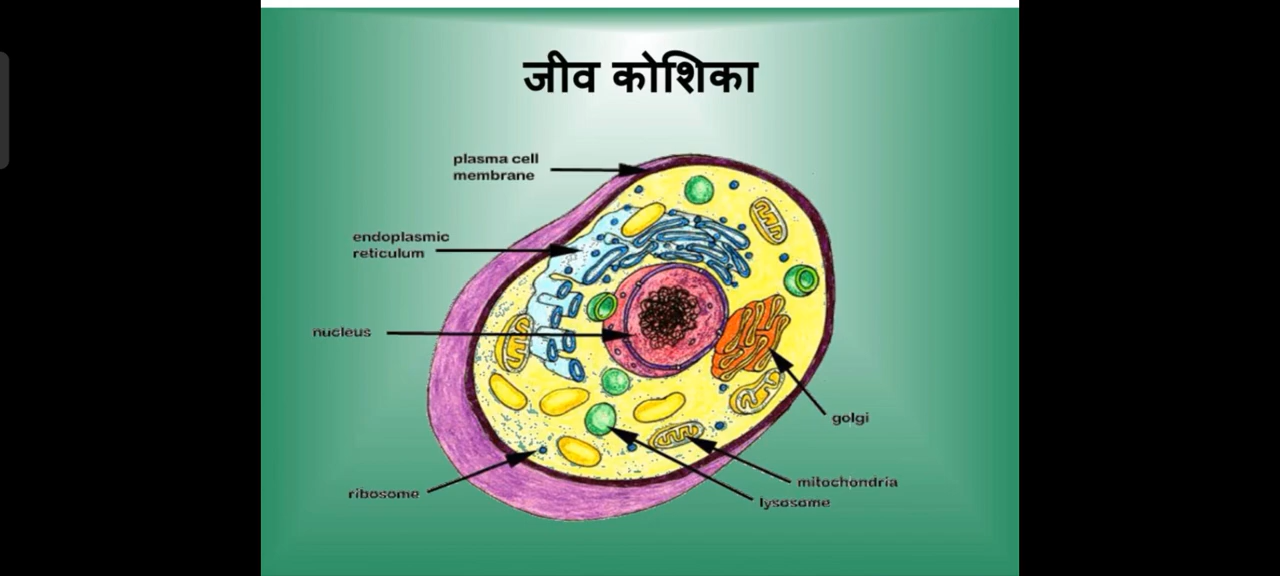 जीव कोशिका
plasma cell
membrane
endoplasmic
reticulum
nucleus
golgi
mitochondria
ribosome
lysosome